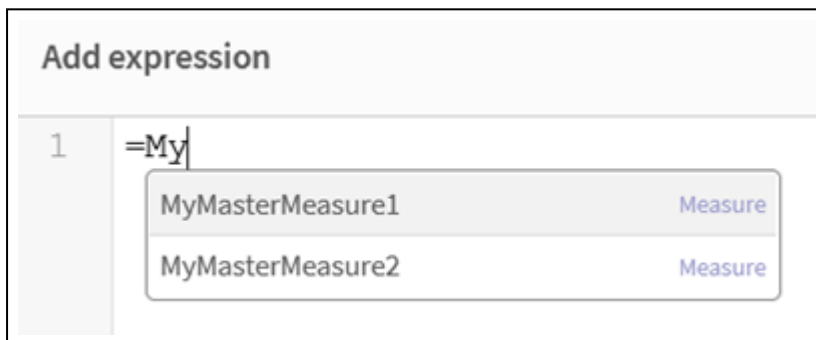 Add expression
1 =My
MyMasterMeasure1 Measure
MyMasterMeasure2 Measure